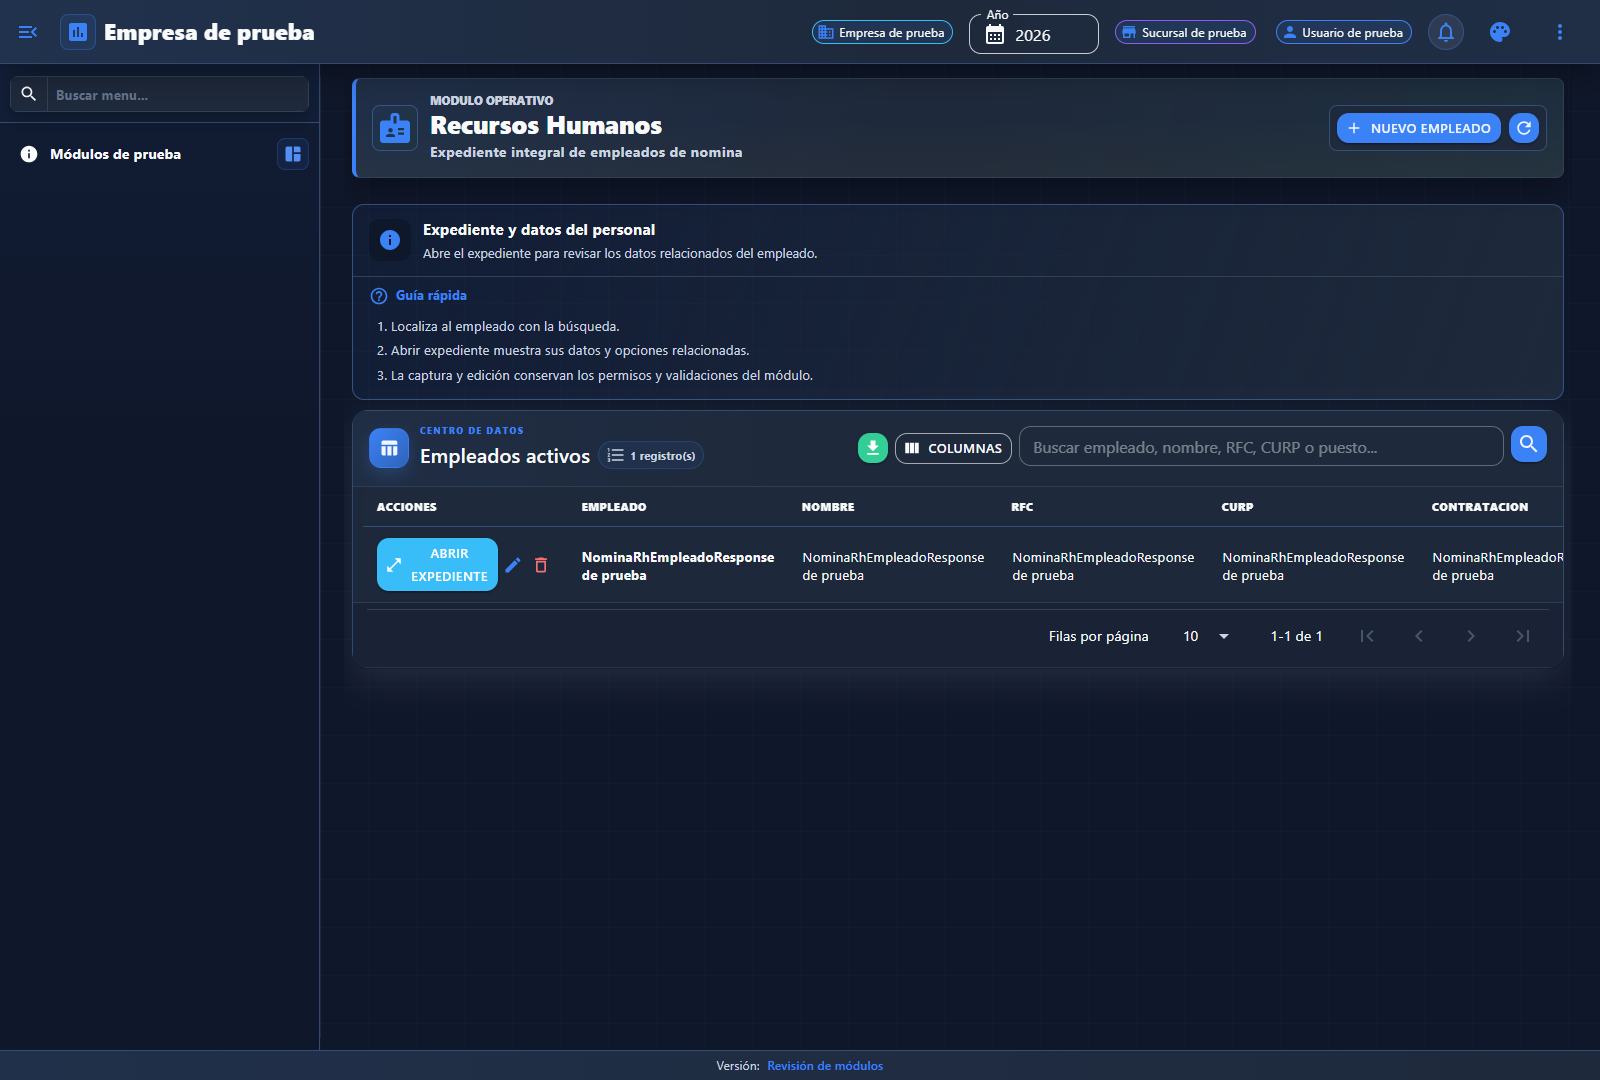 Empresa de prueba
Empresa de prueba
Año
2026
Sucursal de prueba
Usuario de prueba
Buscar menu...
Módulos de prueba
MODULO OPERATIVO
Recursos Humanos
Expediente integral de empleados de nomina
NUEVO EMPLEADO
Expediente y datos del personal
Abre el expediente para revisar los datos relacionados del empleado.
Guía rápida
1. Localiza al empleado con la búsqueda.
2. Abrir expediente muestra sus datos y opciones relacionadas.
3. La captura y edición conservan los permisos y validaciones del módulo.
CENTRO DE DATOS
Empleados activos
1 registro(s)
COLUMNAS
Buscar empleado, nombre, RFC, CURP o puesto...
ACCIONES EMPLEADO NOMBRE RFC CURP CONTRATACION
ABRIR EXPEDIENTE
NominaRhEmpleadoResponse de prueba
NominaRhEmpleadoResponse de prueba
NominaRhEmpleadoResponse de prueba
NominaRhEmpleadoResponse de prueba
NominaRhEmpleadoR de prueba
Filas por página 10 1-1 de 1
Versión: Revisión de módulos